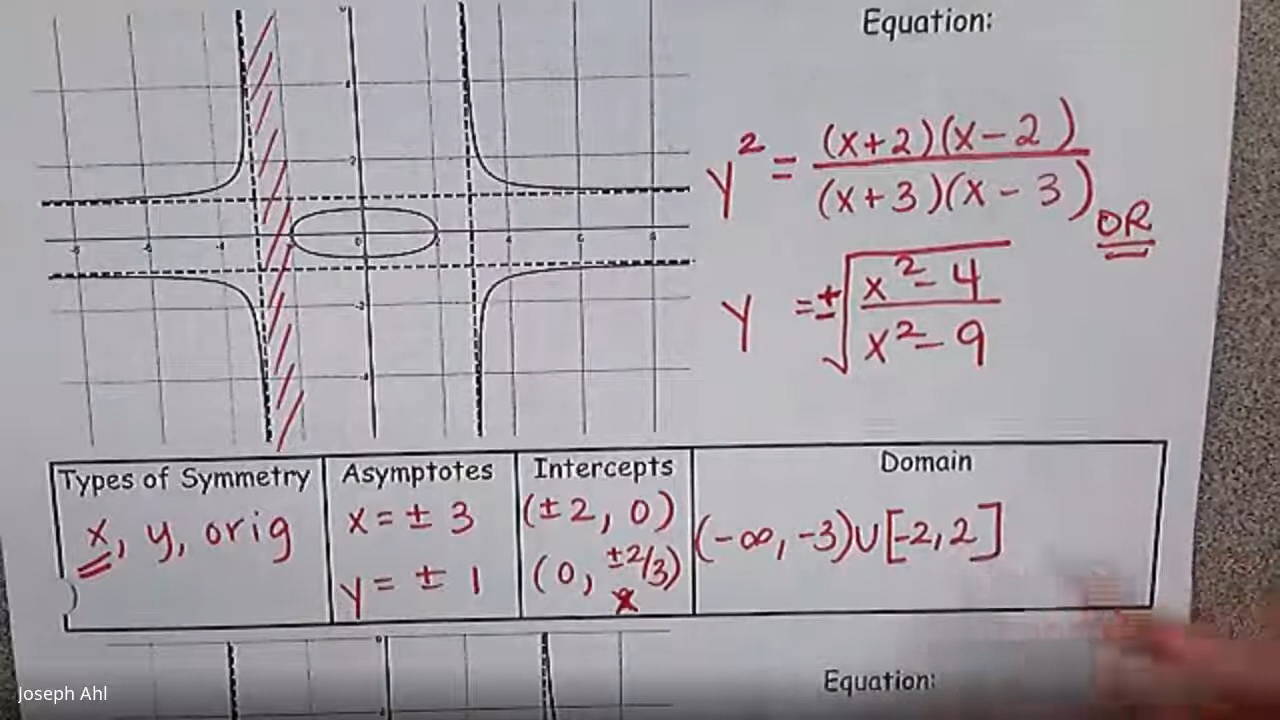 Equation:
y² = (x+2)(x-2) / (x+3)(x-3)
OR
y = ±√(x²-4 / x²-9)
Types of Symmetry
x, y, orig
Asymptotes
x = ± 3
y = ± 1
Intercepts
(±2, 0)
(0, ±2/3)
Domain
(-∞, -3)∪[-2, 2]
Equation:
Joseph Ahl